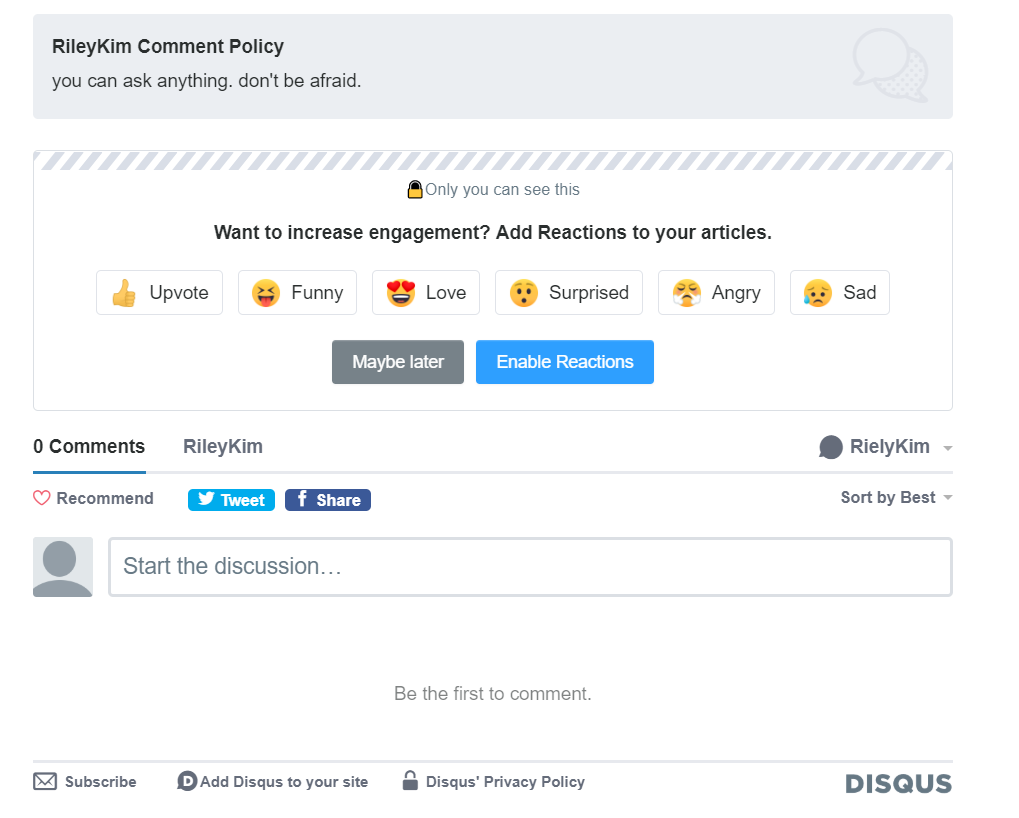 RileyKim Comment Policy
you can ask anything. don't be afraid.
Only you can see this
Want to increase engagement? Add Reactions to your articles.
Upvote Funny Love Surprised Angry Sad
Maybe later Enable Reactions
0 Comments RileyKim RielyKim
Recommend Tweet f Share Sort by Best
Start the discussion…
Be the first to comment.
Subscribe D Add Disqus to your site Disqus' Privacy Policy DISQUS